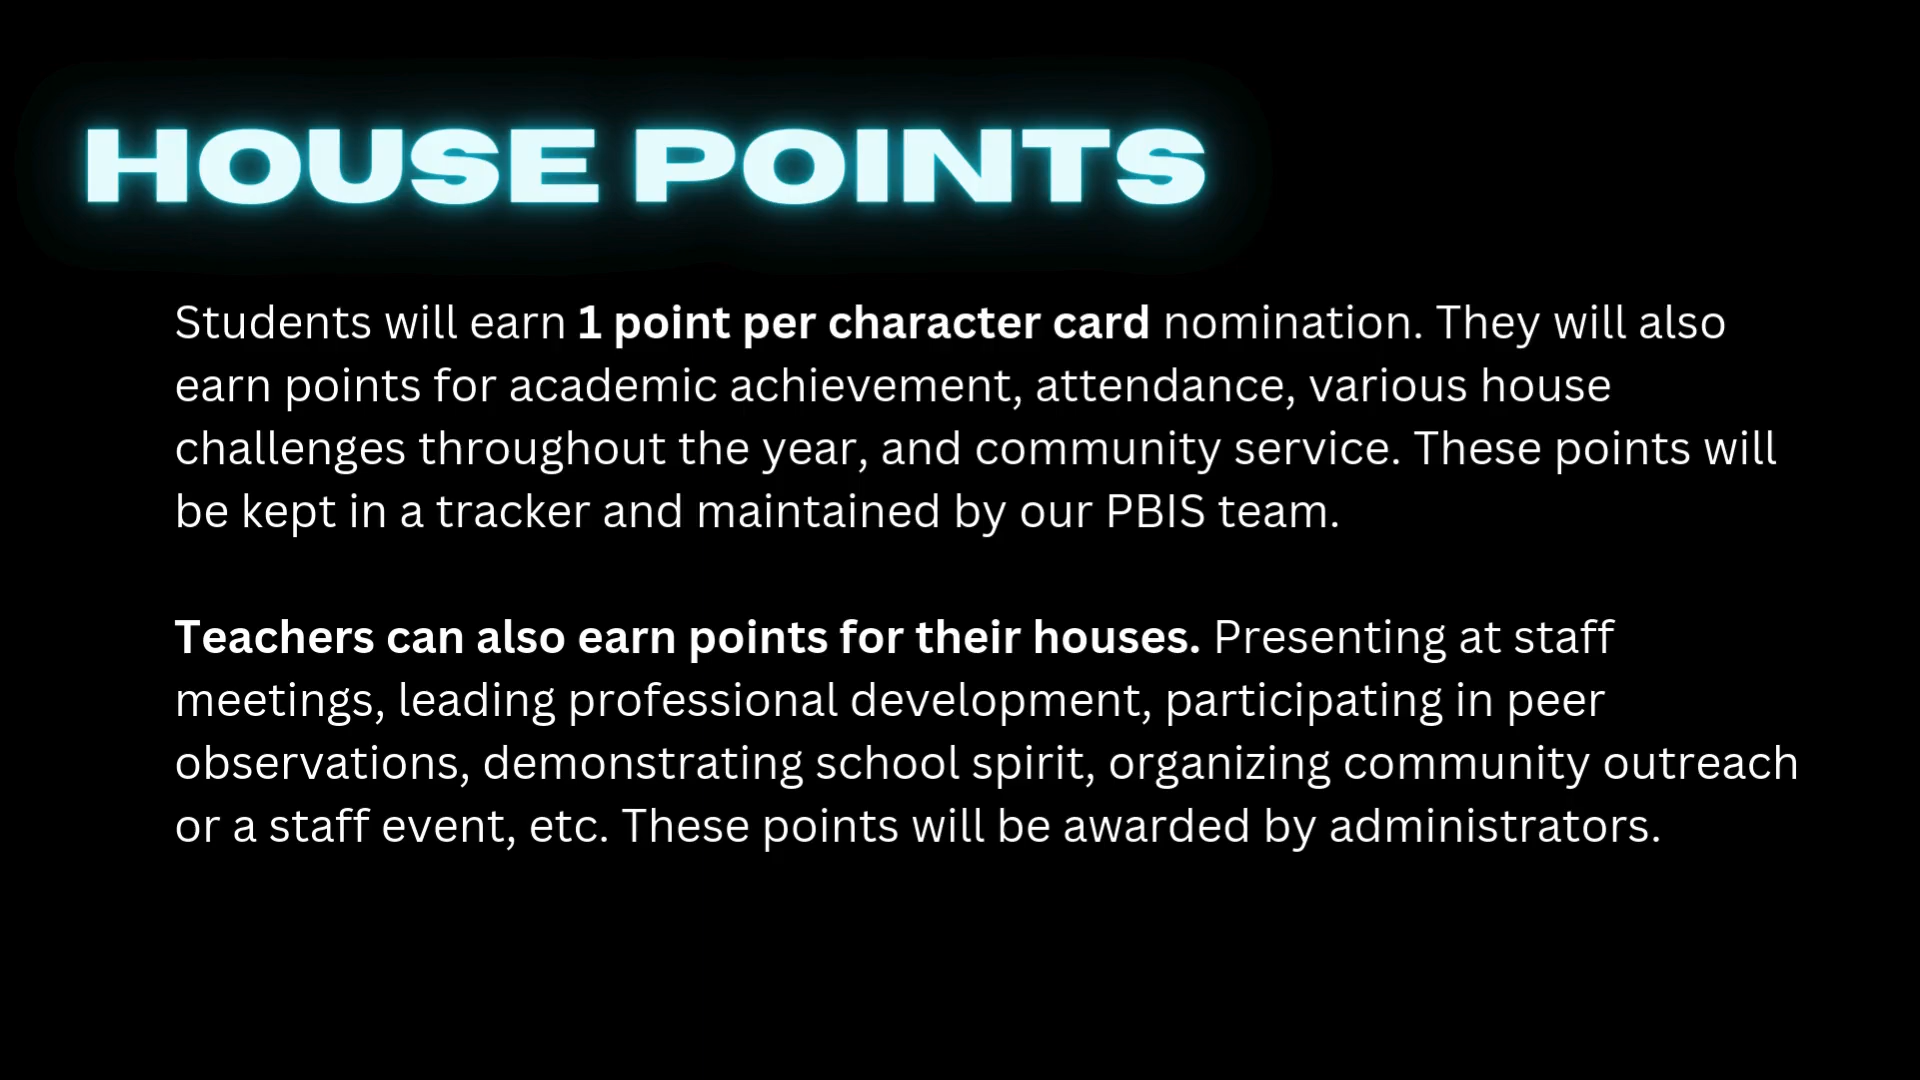 HOUSE POINTS
Students will earn 1 point per character card nomination. They will also
earn points for academic achievement, attendance, various house
challenges throughout the year, and community service. These points will
be kept in a tracker and maintained by our PBIS team.
Teachers can also earn points for their houses. Presenting at staff
meetings, leading professional development, participating in peer
observations, demonstrating school spirit, organizing community outreach
or a staff event, etc. These points will be awarded by administrators.